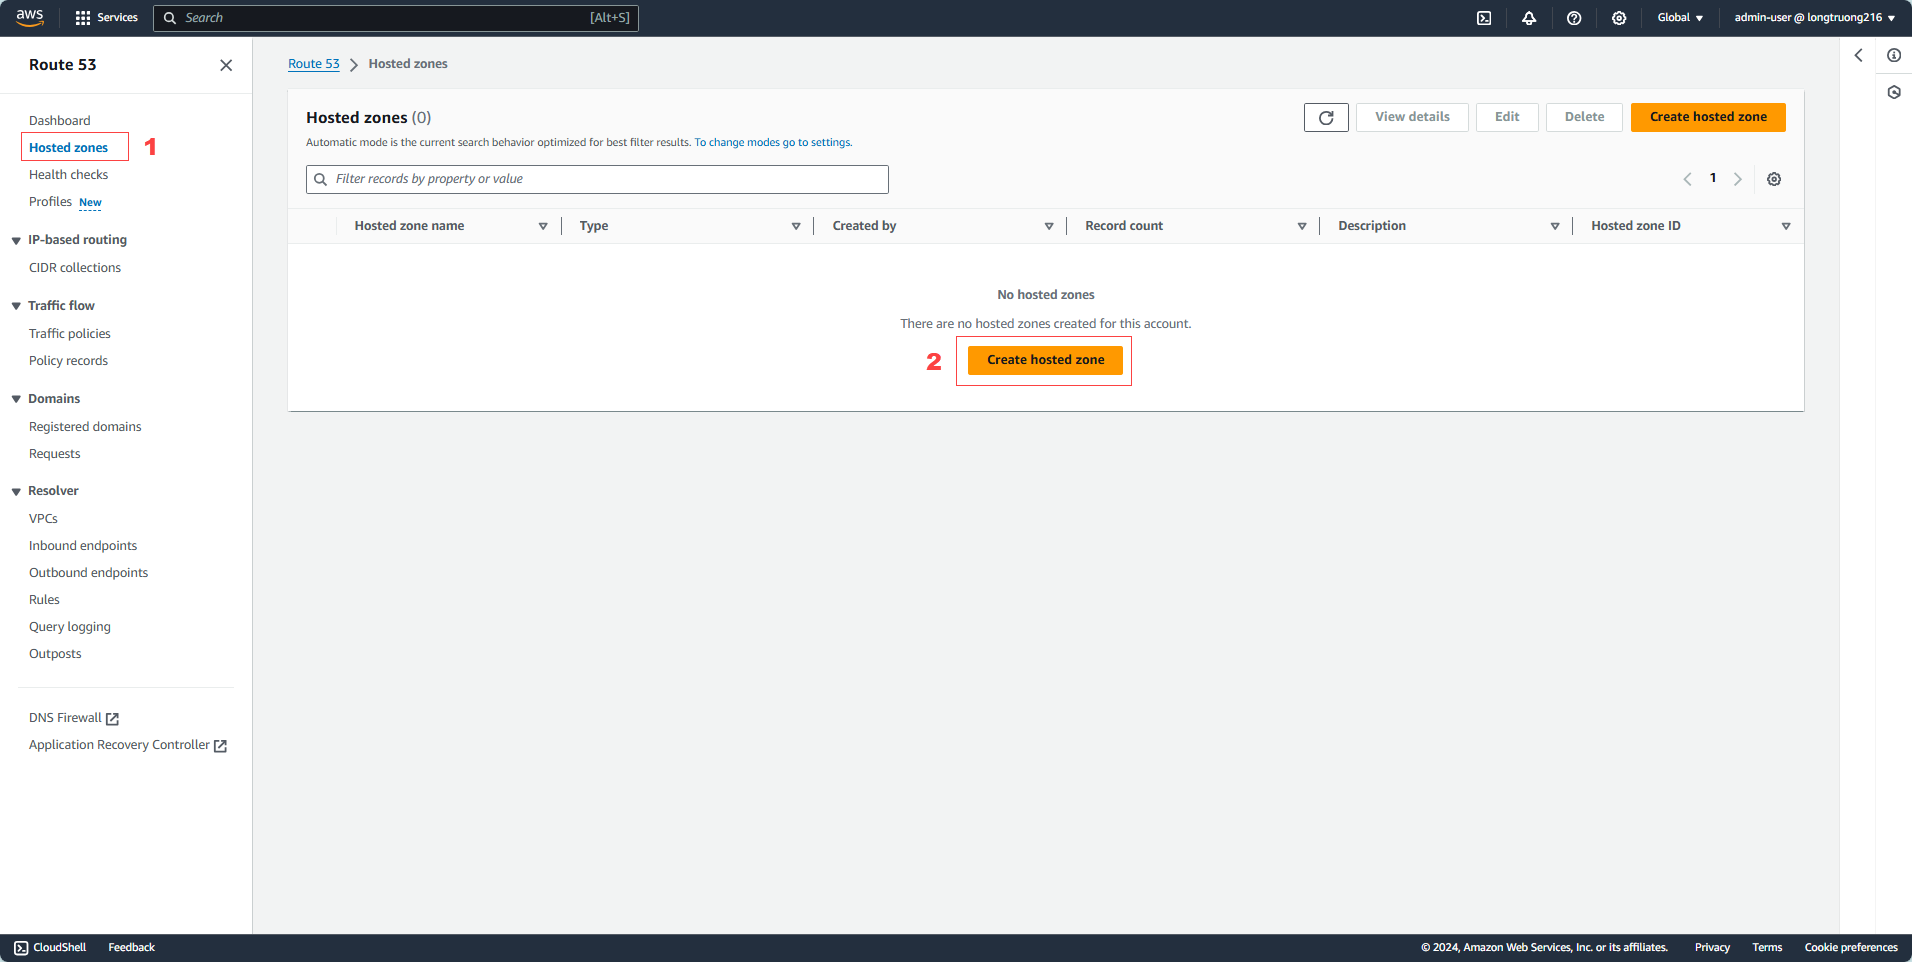 aws Services Search [Alt+S] Global admin-user @ longtruong216
Route 53
Dashboard
Hosted zones 1
Health checks
Profiles New
IP-based routing
CIDR collections
Traffic flow
Traffic policies
Policy records
Domains
Registered domains
Requests
Resolver
VPCs
Inbound endpoints
Outbound endpoints
Rules
Query logging
Outposts
DNS Firewall
Application Recovery Controller
Route 53 Hosted zones
Hosted zones (0) View details Edit Delete Create hosted zone
Automatic mode is the current search behavior optimized for best filter results. To change modes go to settings.
Filter records by property or value 1
Hosted zone name Type Created by Record count Description Hosted zone ID
No hosted zones
There are no hosted zones created for this account.
2 Create hosted zone
CloudShell Feedback © 2024, Amazon Web Services, Inc. or its affiliates. Privacy Terms Cookie preferences